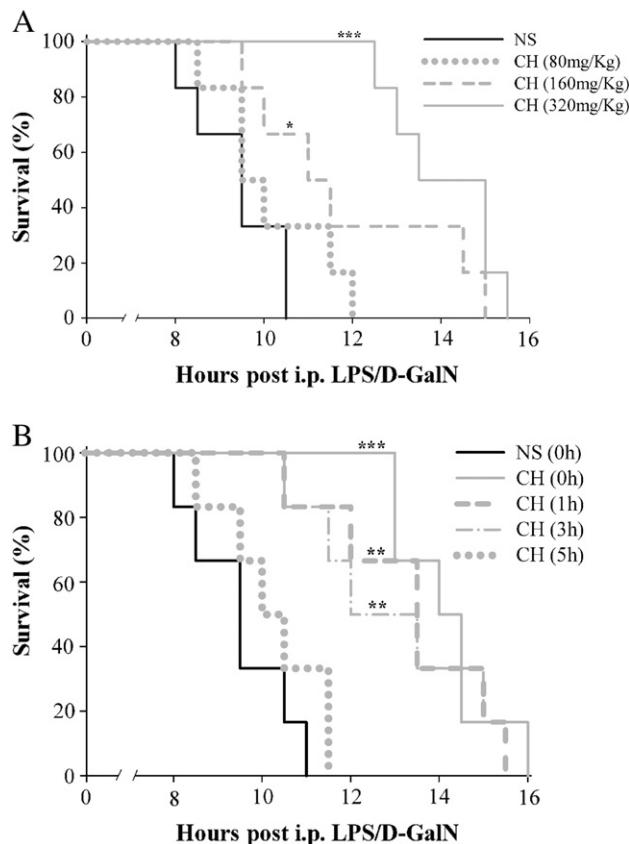 A
***
NS
CH (80mg/Kg)
CH (160mg/Kg)
CH (320mg/Kg)
*
Survival (%)
100
80
60
40
20
0
0 8 10 12 14 16
Hours post i.p. LPS/D-GalN
B
***
NS (0h)
CH (0h)
CH (1h)
CH (3h)
CH (5h)
**
**
Survival (%)
100
80
60
40
20
0
0 8 10 12 14 16
Hours post i.p. LPS/D-GalN